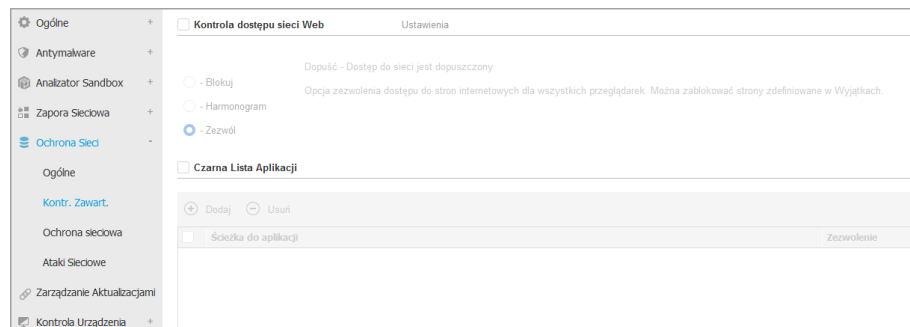 Ogólne +
Antymalware +
Analizator Sandbox +
Zapora Sieciowa +
Ochrona Sieci -
Ogólne
Kontr. Zawart.
Ochrona sieciowa
Ataki Sieciowe
Zarządzanie Aktualizacjami
Kontrola Urządzenia +
Kontrola dostępu sieci Web Ustawienia
Dopuść - Dostęp do sieci jest dopuszczony
- Blokuj
Opcja zezwolenia dostępu do stron internetowych dla wszystkich przeglądarek. Można zablokować strony zdefiniowane w Wyjątkach.
- Harmonogram
- Zezwól
Czarna Lista Aplikacji
Dodaj Usuń
Ścieżka do aplikacji Zezwolenie